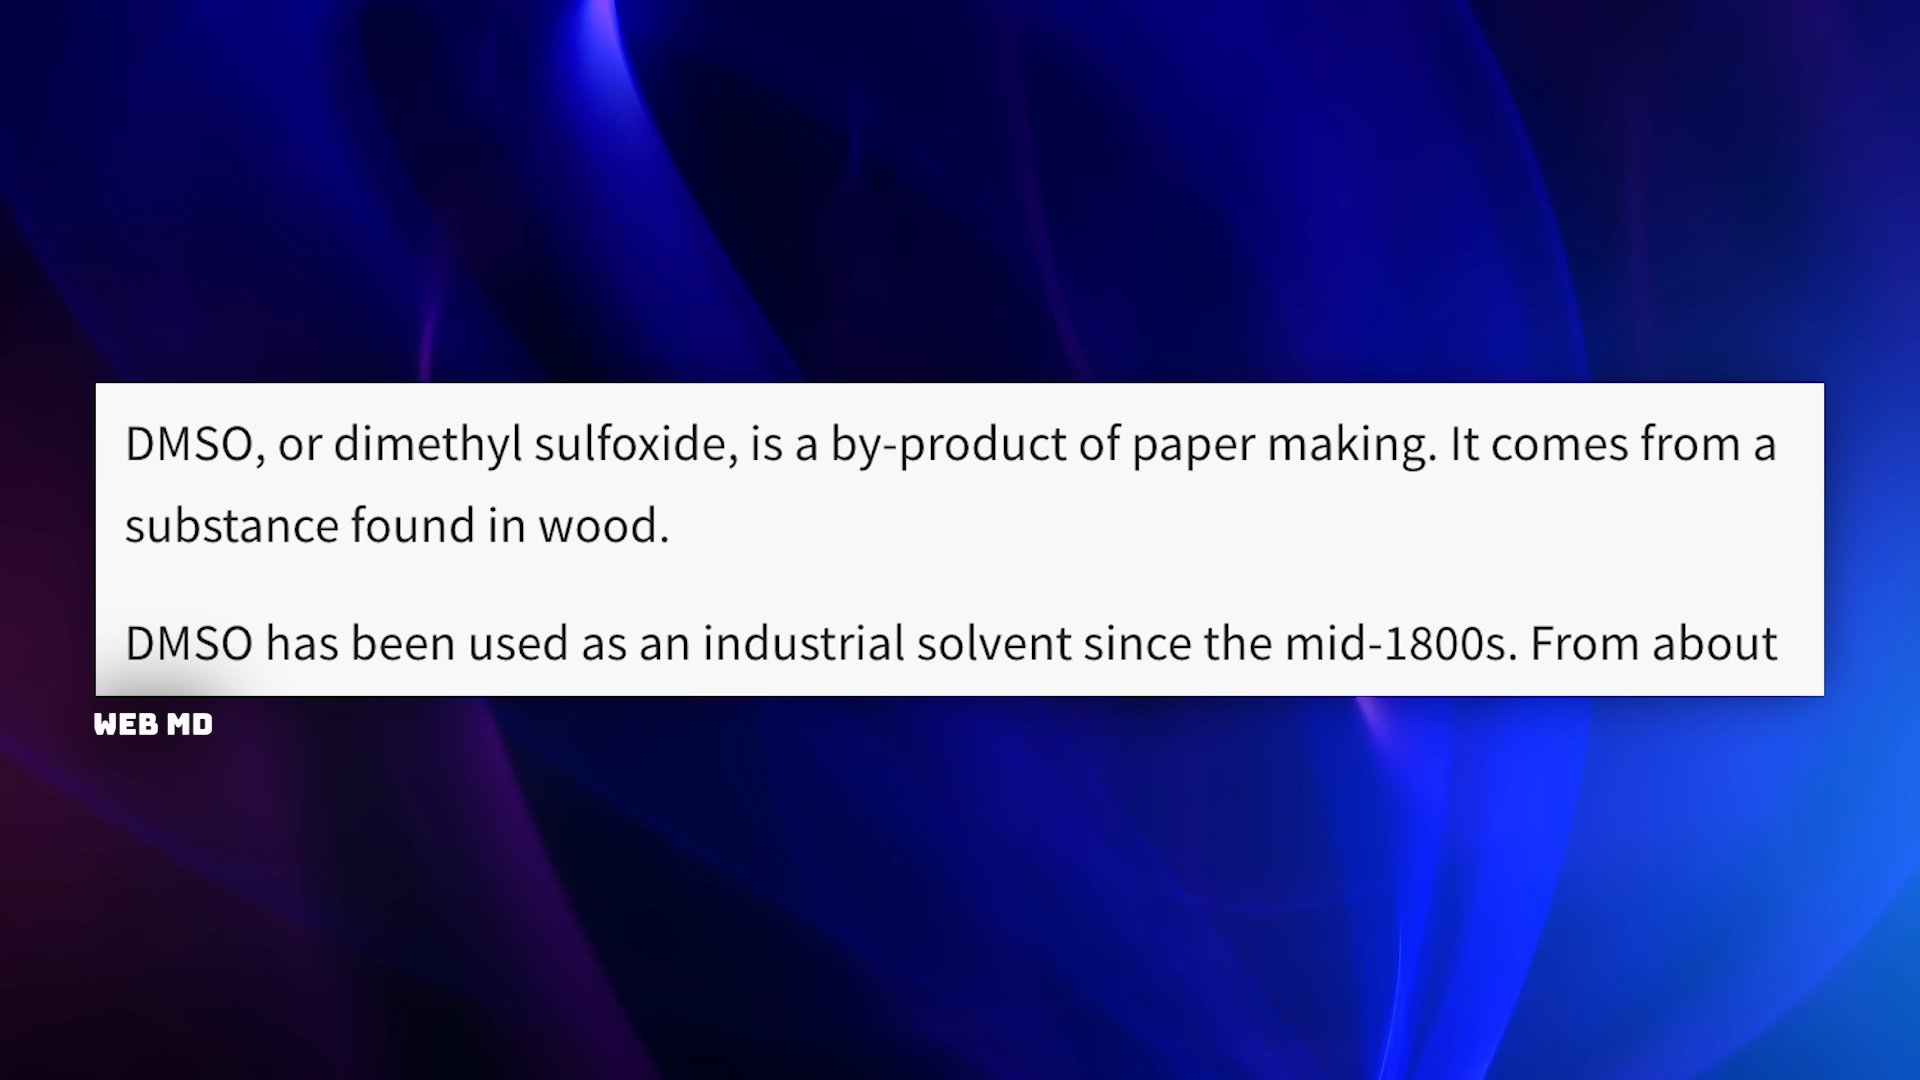 DMSO, or dimethyl sulfoxide, is a by-product of paper making. It comes from a
substance found in wood.
DMSO has been used as an industrial solvent since the mid-1800s. From about
WEB MD